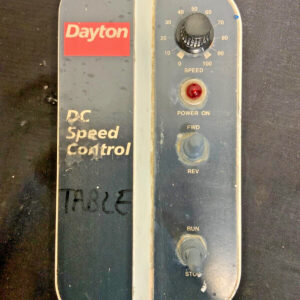 Dayton
DC
Speed
Control
TABLE
10 20 30 40 50 60 70 80 90
0 100
SPEED
POWER ON
FWD
REV
RUN
STOP